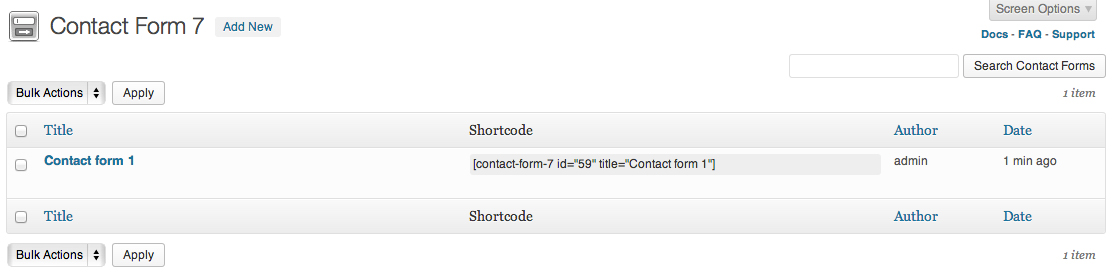 Screen Options
Contact Form 7 Add New
Docs - FAQ - Support
Search Contact Forms
Bulk Actions Apply 1 item
Title Shortcode Author Date
Contact form 1 [contact-form-7 id="59" title="Contact form 1"] admin 1 min ago
Title Shortcode Author Date
Bulk Actions Apply 1 item